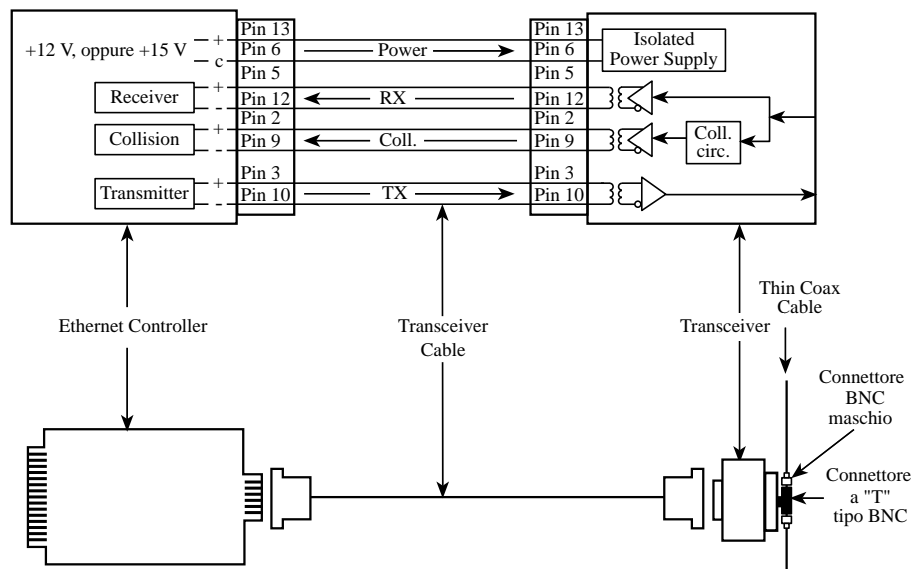 +12 V, oppure +15 V
+
c
Pin 13
Pin 6
Power
Pin 13
Pin 6
Isolated
Power Supply
Pin 5
Pin 5
Receiver
+
-
Pin 12
RX
Pin 12
Pin 2
Pin 2
Collision
+
-
Pin 9
Coll.
Pin 9
Coll.
circ.
Pin 3
Pin 3
Transmitter
+
-
Pin 10
TX
Pin 10
Ethernet Controller
Transceiver
Cable
Transceiver
Thin Coax
Cable
Connettore
BNC
maschio
Connettore
a "T"
tipo BNC